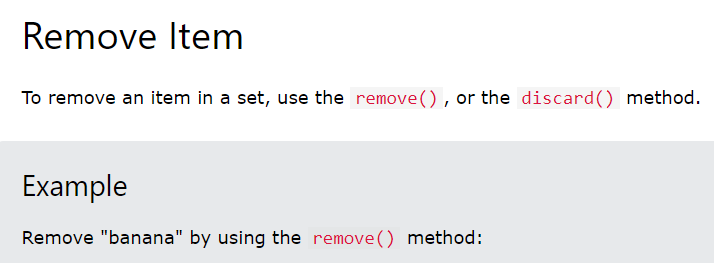 Remove Item
To remove an item in a set, use the remove(), or the discard() method.
Example
Remove "banana" by using the remove() method: